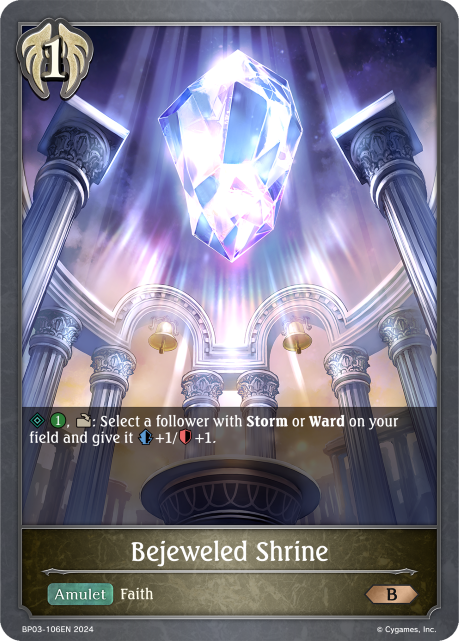 1
1, : Select a follower with Storm or Ward on your
field and give it +1/+1.
Bejeweled Shrine
Amulet Faith B
BP03-106EN 2024 © Cygames, Inc.